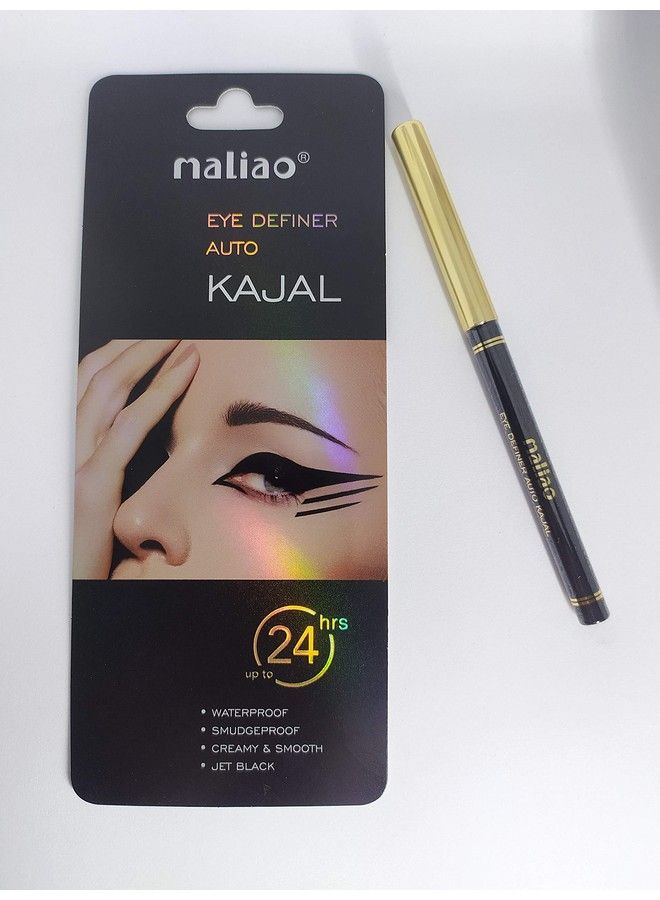 maliao®
EYE DEFINER
AUTO
KAJAL
up to 24 hrs
• WATERPROOF
• SMUDGEPROOF
• CREAMY & SMOOTH
• JET BLACK
maliao
EYE DEFINER AUTO KAJAL